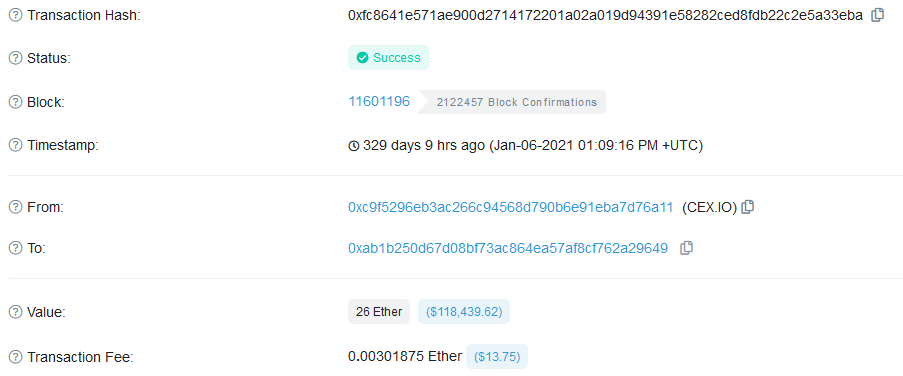 Transaction Hash: 0xfc8641e571ae900d2714172201a02a019d94391e58282ced8fdb22c2e5a33eba
Status: Success
Block: 11601196 2122457 Block Confirmations
Timestamp: 329 days 9 hrs ago (Jan-06-2021 01:09:16 PM +UTC)
From: 0xc9f5296eb3ac266c94568d790b6e91eba7d76a11 (CEX.IO)
To: 0xab1b250d67d08bf73ac864ea57af8cf762a29649
Value: 26 Ether ($118,439.62)
Transaction Fee: 0.00301875 Ether ($13.75)